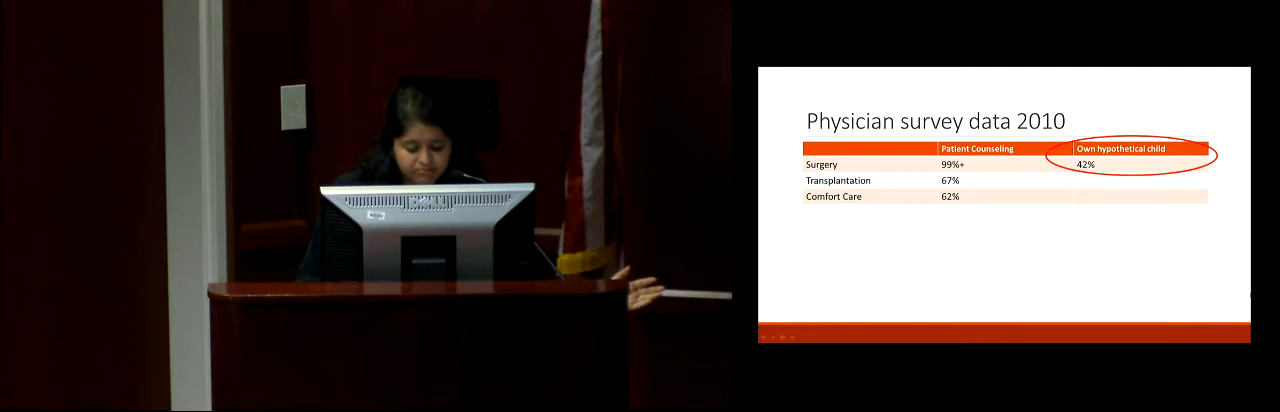 Physician survey data 2010
Patient Counseling Own hypothetical child
Surgery 99%+ 42%
Transplantation 67%
Comfort Care 62%